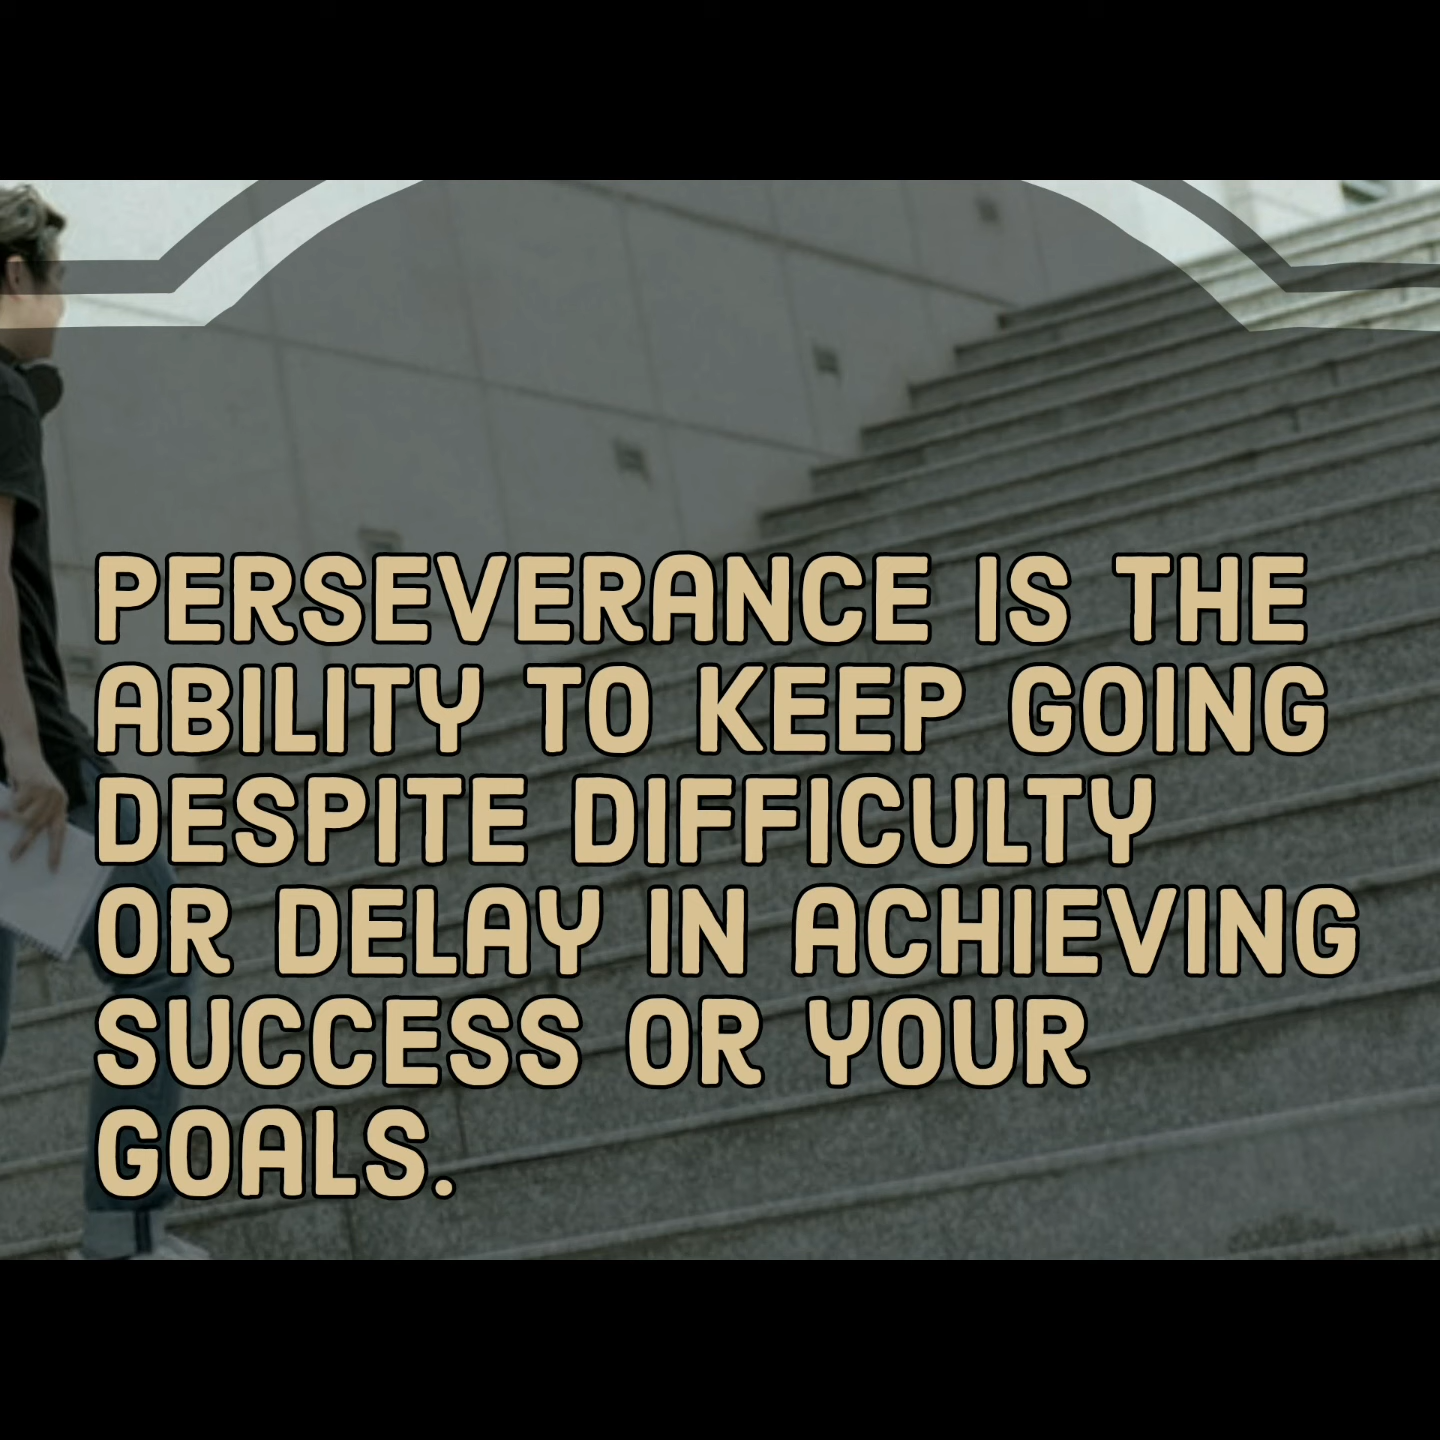 PERSEVERANCE IS THE
ABILITY TO KEEP GOING
DESPITE DIFFICULTY
OR DELAY IN ACHIEVING
SUCCESS OR YOUR
GOALS.